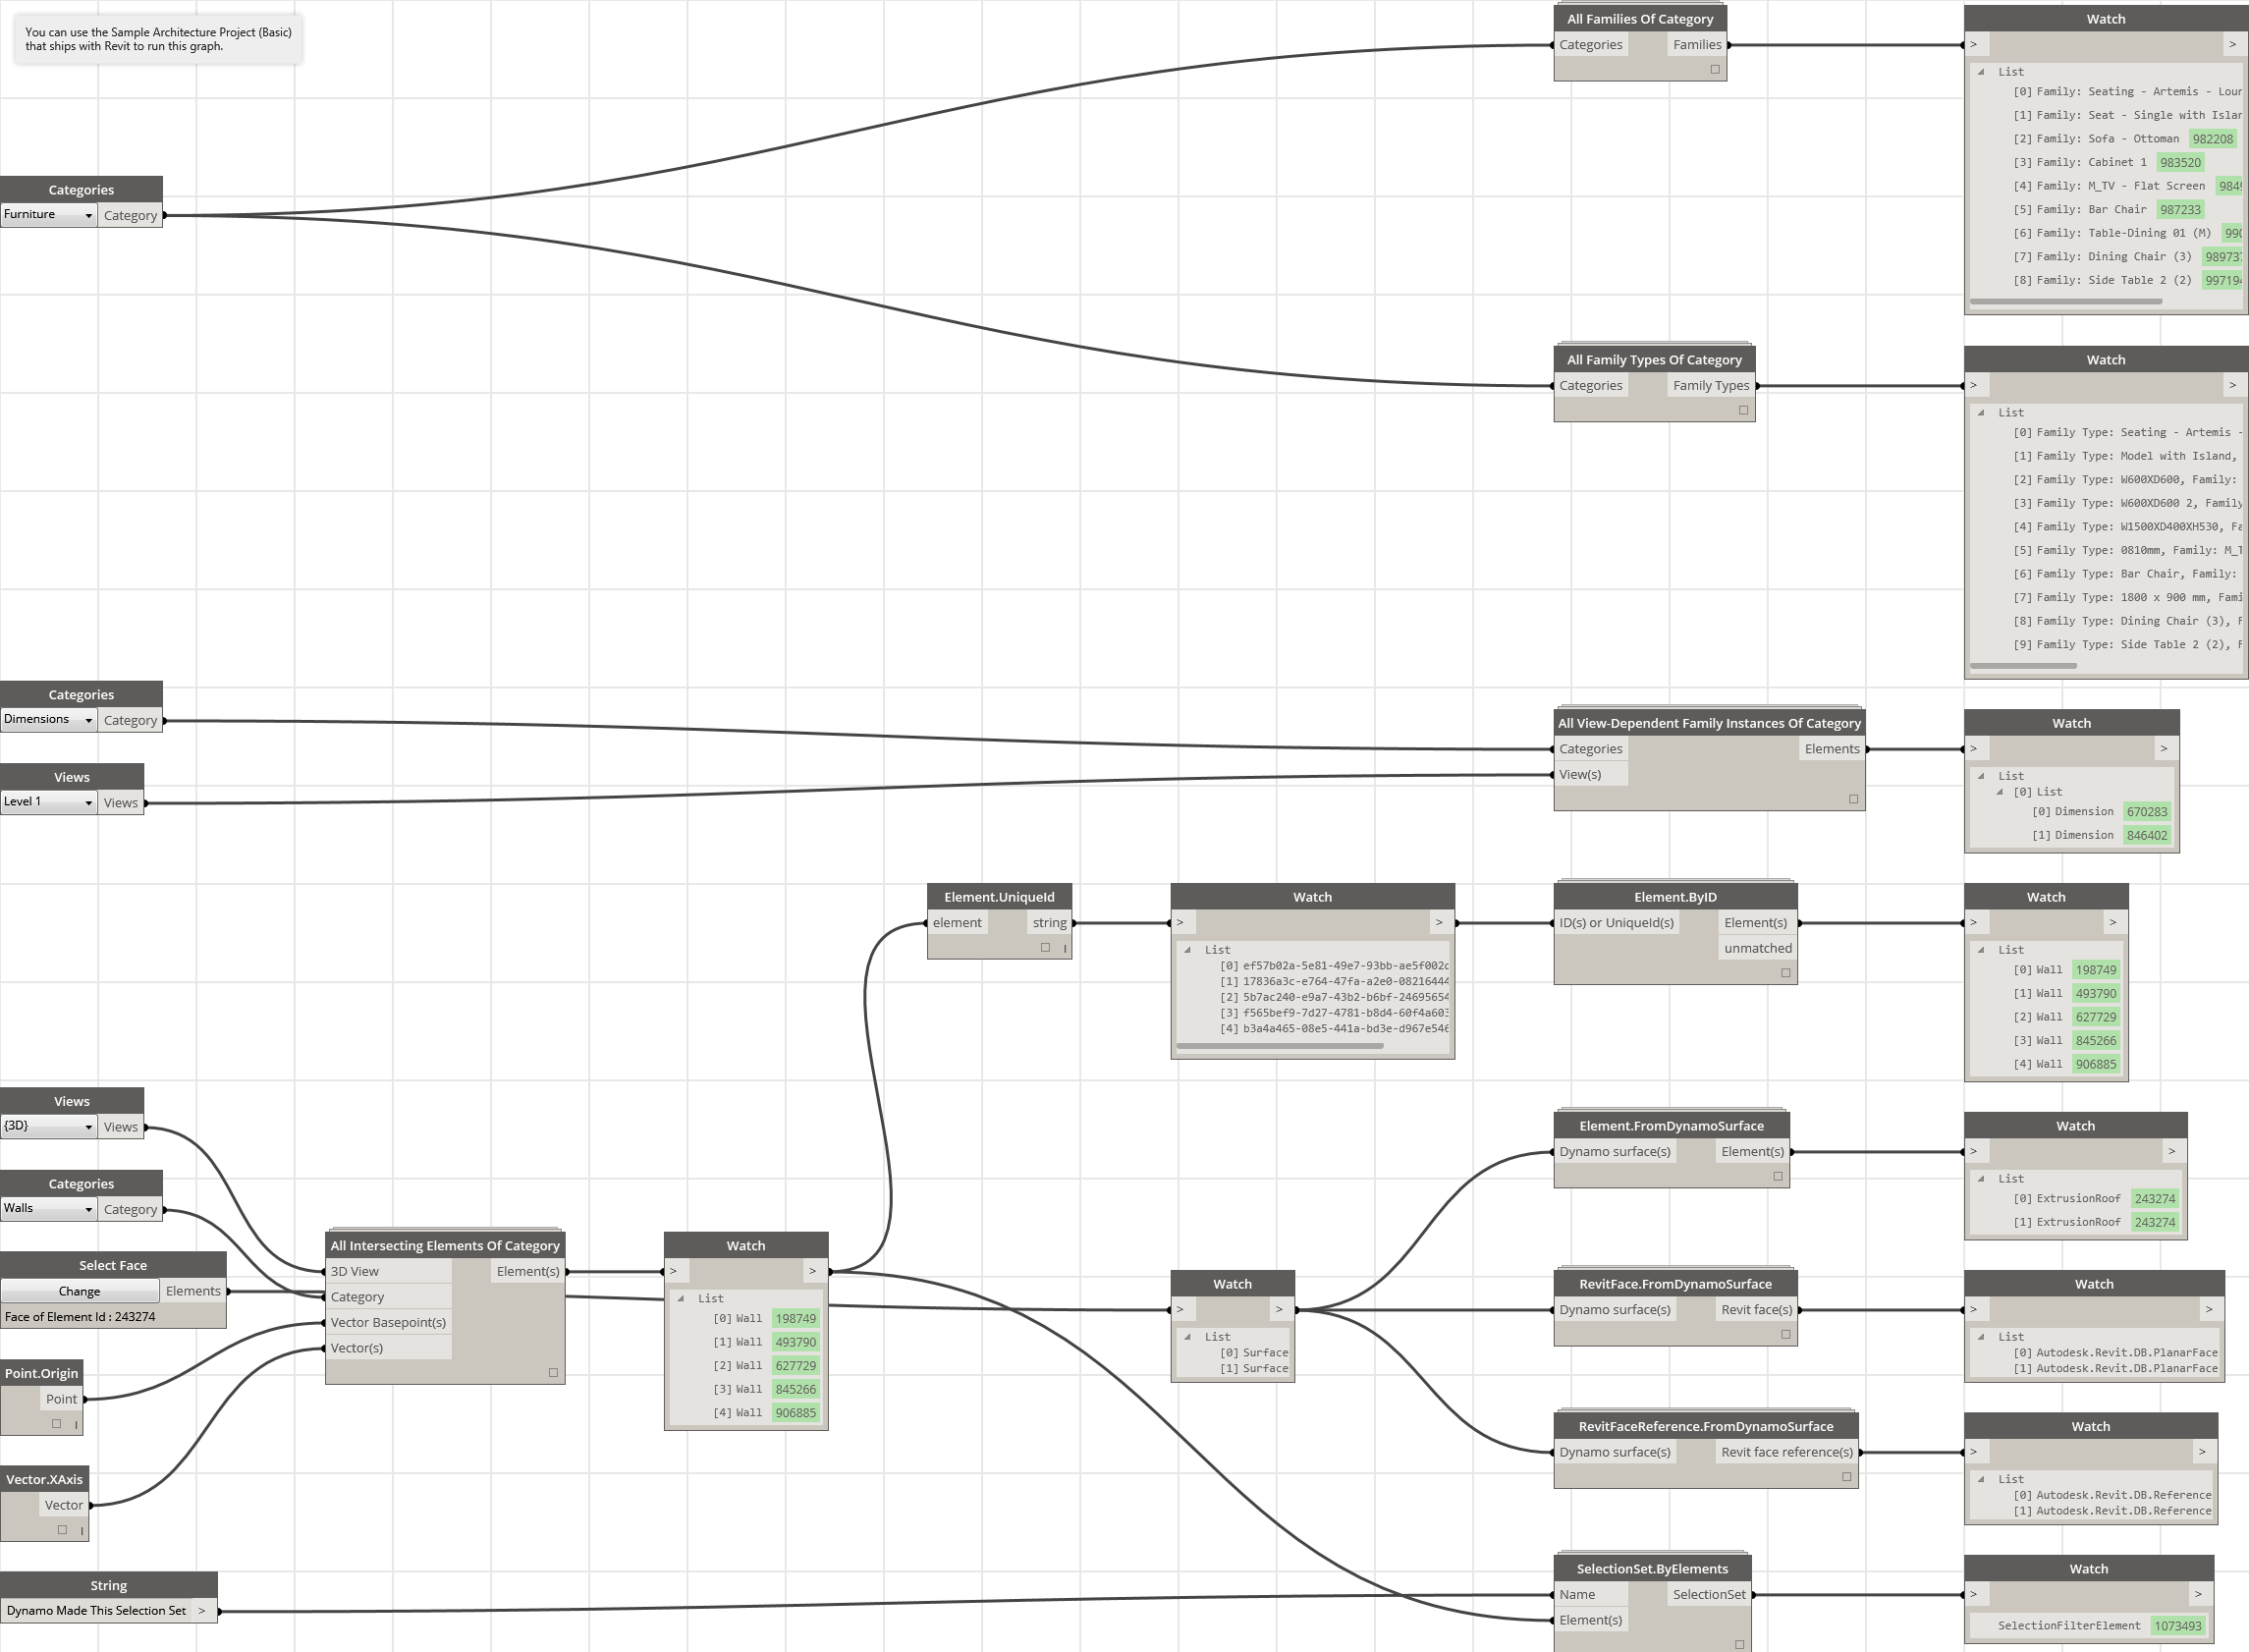 You can use the Sample Architecture Project (Basic)
that ships with Revit to run this graph.
Categories
Furniture Category
All Families Of Category
Categories Families
Watch
> >
List
[0] Family: Seating - Artemis -
[1] Family: Seat - Single with
[2] Family: Sofa - Ottoman 982208
[3] Family: Cabinet 1 983520
[4] Family: M_TV - Flat Screen
[5] Family: Bar Chair 987233
[6] Family: Table-Dining 01 (M)
[7] Family: Dining Chair (3)
[8] Family: Side Table 2 (2)
All Family Types Of Category
Categories Family Types
Watch
> >
List
[0] Family Type: Seating - Artemis -
[1] Family Type: Model with Island,
[2] Family Type: W600XD600, Family:
[3] Family Type: W600XD600 2, Family
[4] Family Type: W1500XD400XH530,
[5] Family Type: 0810mm, Family:
[6] Family Type: Bar Chair, Family:
[7] Family Type: 1800 x 900 mm,
[8] Family Type: Dining Chair (3),
[9] Family Type: Side Table 2 (2),
Categories
Dimensions Category
Views
Level 1 Views
All View-Dependent Family Instances Of Category
Categories Elements
View(s)
Watch
> >
List
[0] List
[0] Dimension 670283
[1] Dimension 846402
Element.UniqueId
element string
Watch
> >
List
[0] ef57b02a-5e81-49e7-93bb-
[1] 17836a3c-e764-47fa-a2e0-
[2] 5b7ac240-e9a7-43b2-b6bf-
[3] f565bef9-7d27-4781-b8d4-
[4] b3a4a465-08e5-441a-bd3e-
Element.ByID
ID(s) or UniqueId(s) Element(s)
unmatched
Watch
> >
List
[0] Wall 198749
[1] Wall 493790
[2] Wall 627729
[3] Wall 845266
[4] Wall 906885
Views
{3D} Views
Categories
Walls Category
Select Face
Change Elements
Face of Element Id : 243274
Point.Origin
Point
Vector.XAxis
Vector
String
Dynamo Made This Selection Set >
All Intersecting Elements Of Category
3D View Element(s)
Category
Vector Basepoint(s)
Vector(s)
Watch
> >
List
[0] Wall 198749
[1] Wall 493790
[2] Wall 627729
[3] Wall 845266
[4] Wall 906885
Watch
> >
List
[0] Surface
[1] Surface
Element.FromDynamoSurface
Dynamo surface(s) Element(s)
Watch
> >
List
[0] ExtrusionRoof 243274
[1] ExtrusionRoof 243274
RevitFace.FromDynamoSurface
Dynamo surface(s) Revit face(s)
Watch
> >
List
[0] Autodesk.Revit.DB.PlanarFace
[1] Autodesk.Revit.DB.PlanarFace
RevitFaceReference.FromDynamoSurface
Dynamo surface(s) Revit face reference(s)
Watch
> >
List
[0] Autodesk.Revit.DB.Reference
[1] Autodesk.Revit.DB.Reference
SelectionSet.ByElements
Name SelectionSet
Element(s)
Watch
> >
SelectionFilterElement 1073493